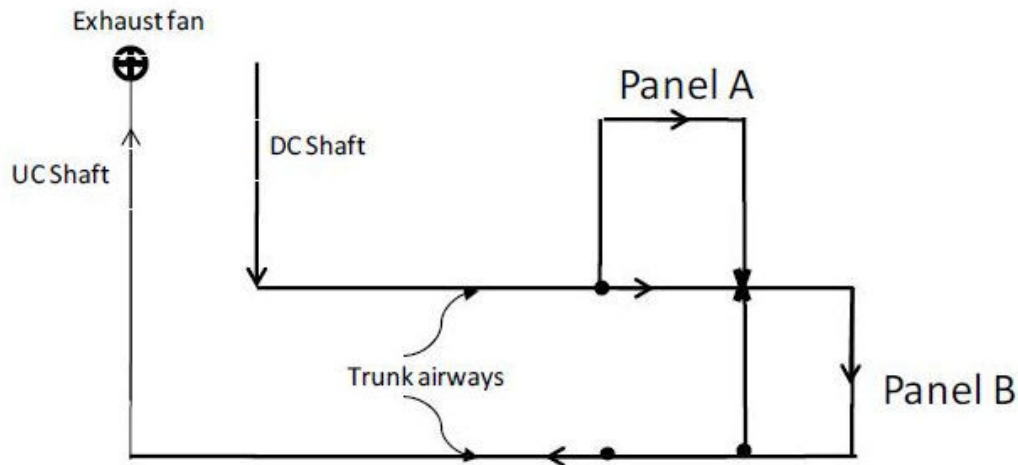 Exhaust fan
Panel A
DC Shaft
UC Shaft
Trunk airways
Panel B